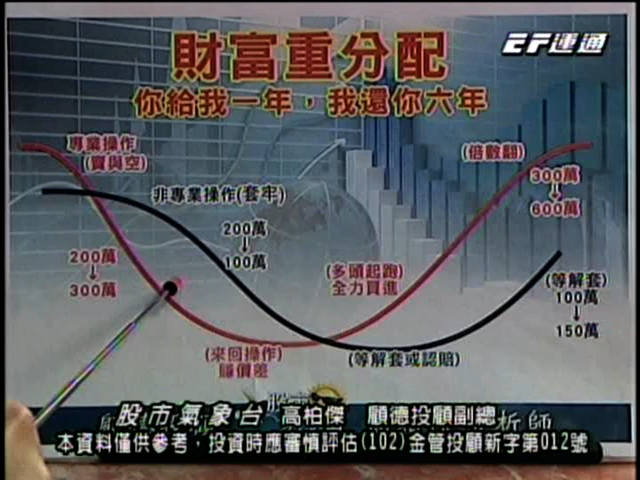 財富重分配
EF運通
你給我一年，我還你六年
專業操作
(買與空)
(倍數翻)
300萬
↓
600萬
非專業操作(套牢)
200萬
↓
100萬
200萬
↓
300萬
(多頭起跑)
全力買進
(等解套)
100萬
↓
150萬
(來回操作)
賺價差
(等解套或認賠)
股市氣象台 高柏傑 顧德投顧副總
析師
本資料僅供參考，投資時應審慎評估(102)金管投顧新字第012號